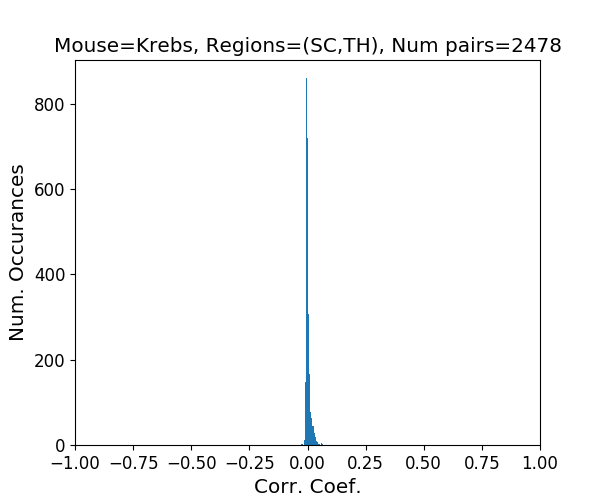 Mouse=Krebs, Regions=(SC,TH), Num pairs=2478
800
600
400
200
0
Num. Occurances
−1.00 −0.75 −0.50 −0.25 0.00 0.25 0.50 0.75 1.00
Corr. Coef.